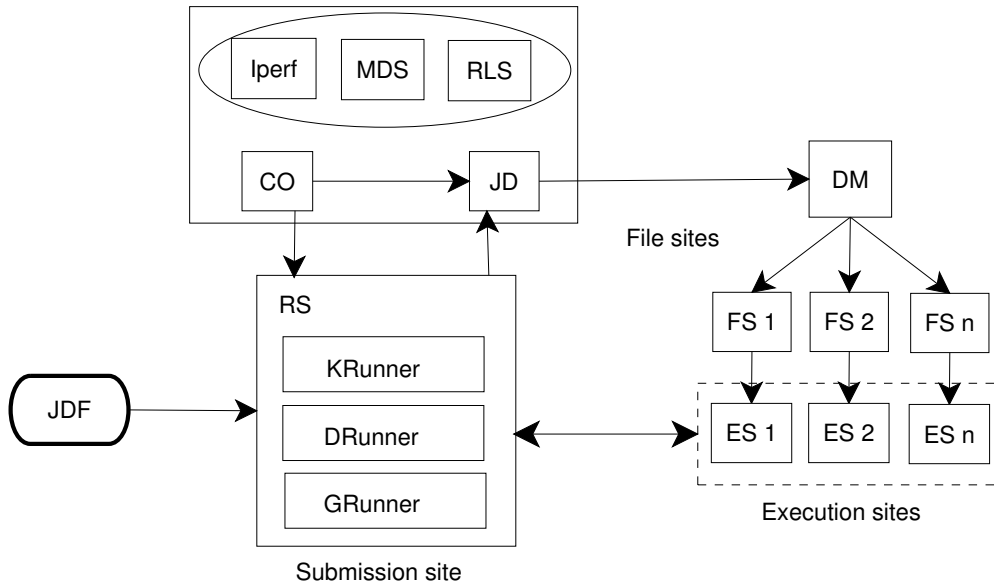 Iperf
MDS
RLS
CO
JD
DM
File sites
RS
FS 1
FS 2
FS n
KRunner
JDF
DRunner
ES 1
ES 2
ES n
GRunner
Execution sites
Submission site